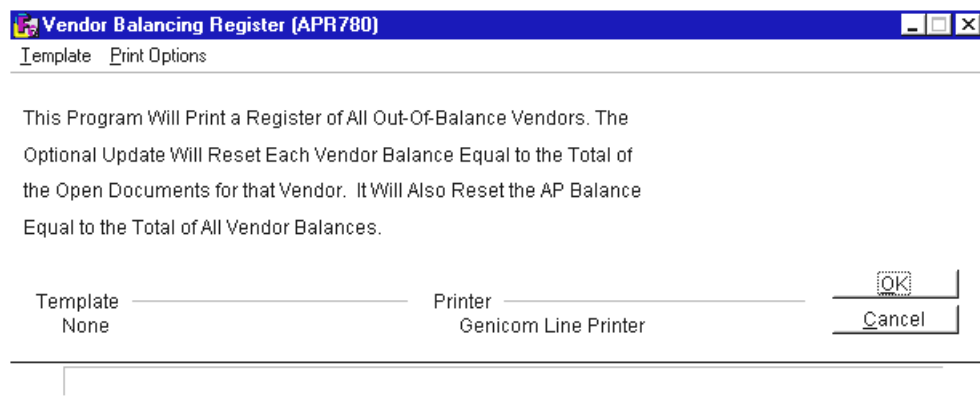 Vendor Balancing Register (APR780)
Template Print Options
This Program Will Print a Register of All Out-Of-Balance Vendors. The
Optional Update Will Reset Each Vendor Balance Equal to the Total of
the Open Documents for that Vendor. It Will Also Reset the AP Balance
Equal to the Total of All Vendor Balances.
OK
Template Printer
None Genicom Line Printer
Cancel